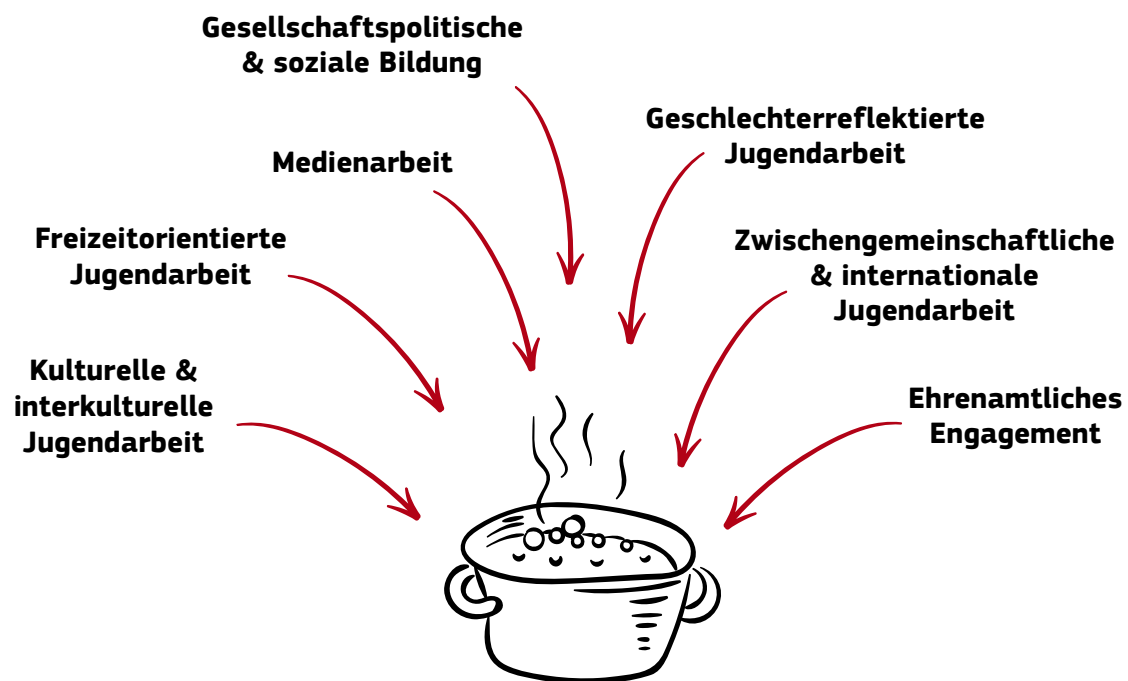 Gesellschaftspolitische
& soziale Bildung
Geschlechterreflektierte
Jugendarbeit
Medienarbeit
Freizeitorientierte
Jugendarbeit
Zwischengemeinschaftliche
& internationale
Jugendarbeit
Kulturelle &
interkulturelle
Jugendarbeit
Ehrenamtliches
Engagement